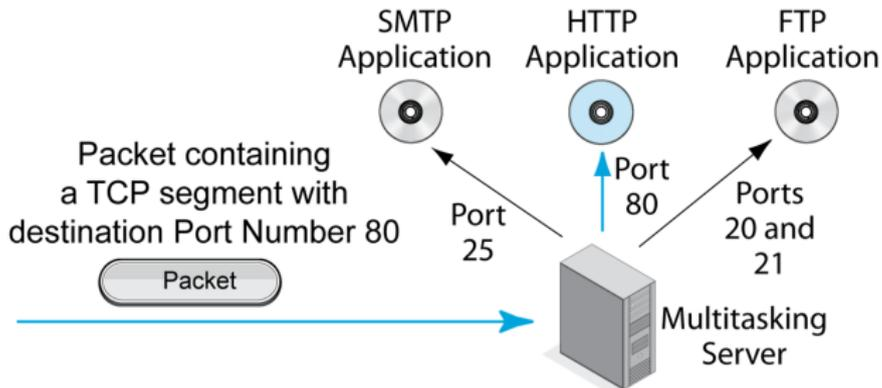 SMTP
Application
HTTP
Application
FTP
Application
Packet containing
a TCP segment with
destination Port Number 80
Packet
Port
25
Port
80
Ports
20 and
21
Multitasking
Server